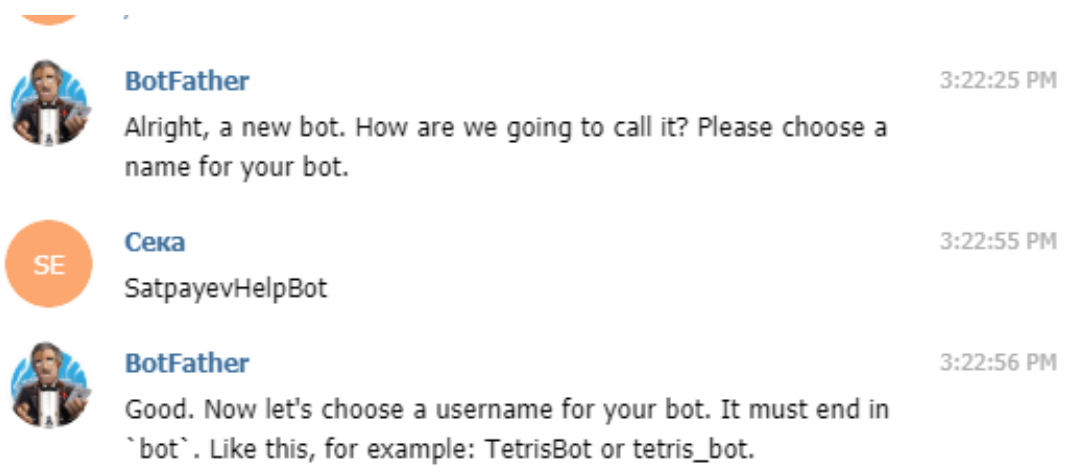 BotFather 3:22:25 PM
Alright, a new bot. How are we going to call it? Please choose a
name for your bot.
SE
Сека 3:22:55 PM
SatpayevHelpBot
BotFather 3:22:56 PM
Good. Now let's choose a username for your bot. It must end in
`bot`. Like this, for example: TetrisBot or tetris_bot.